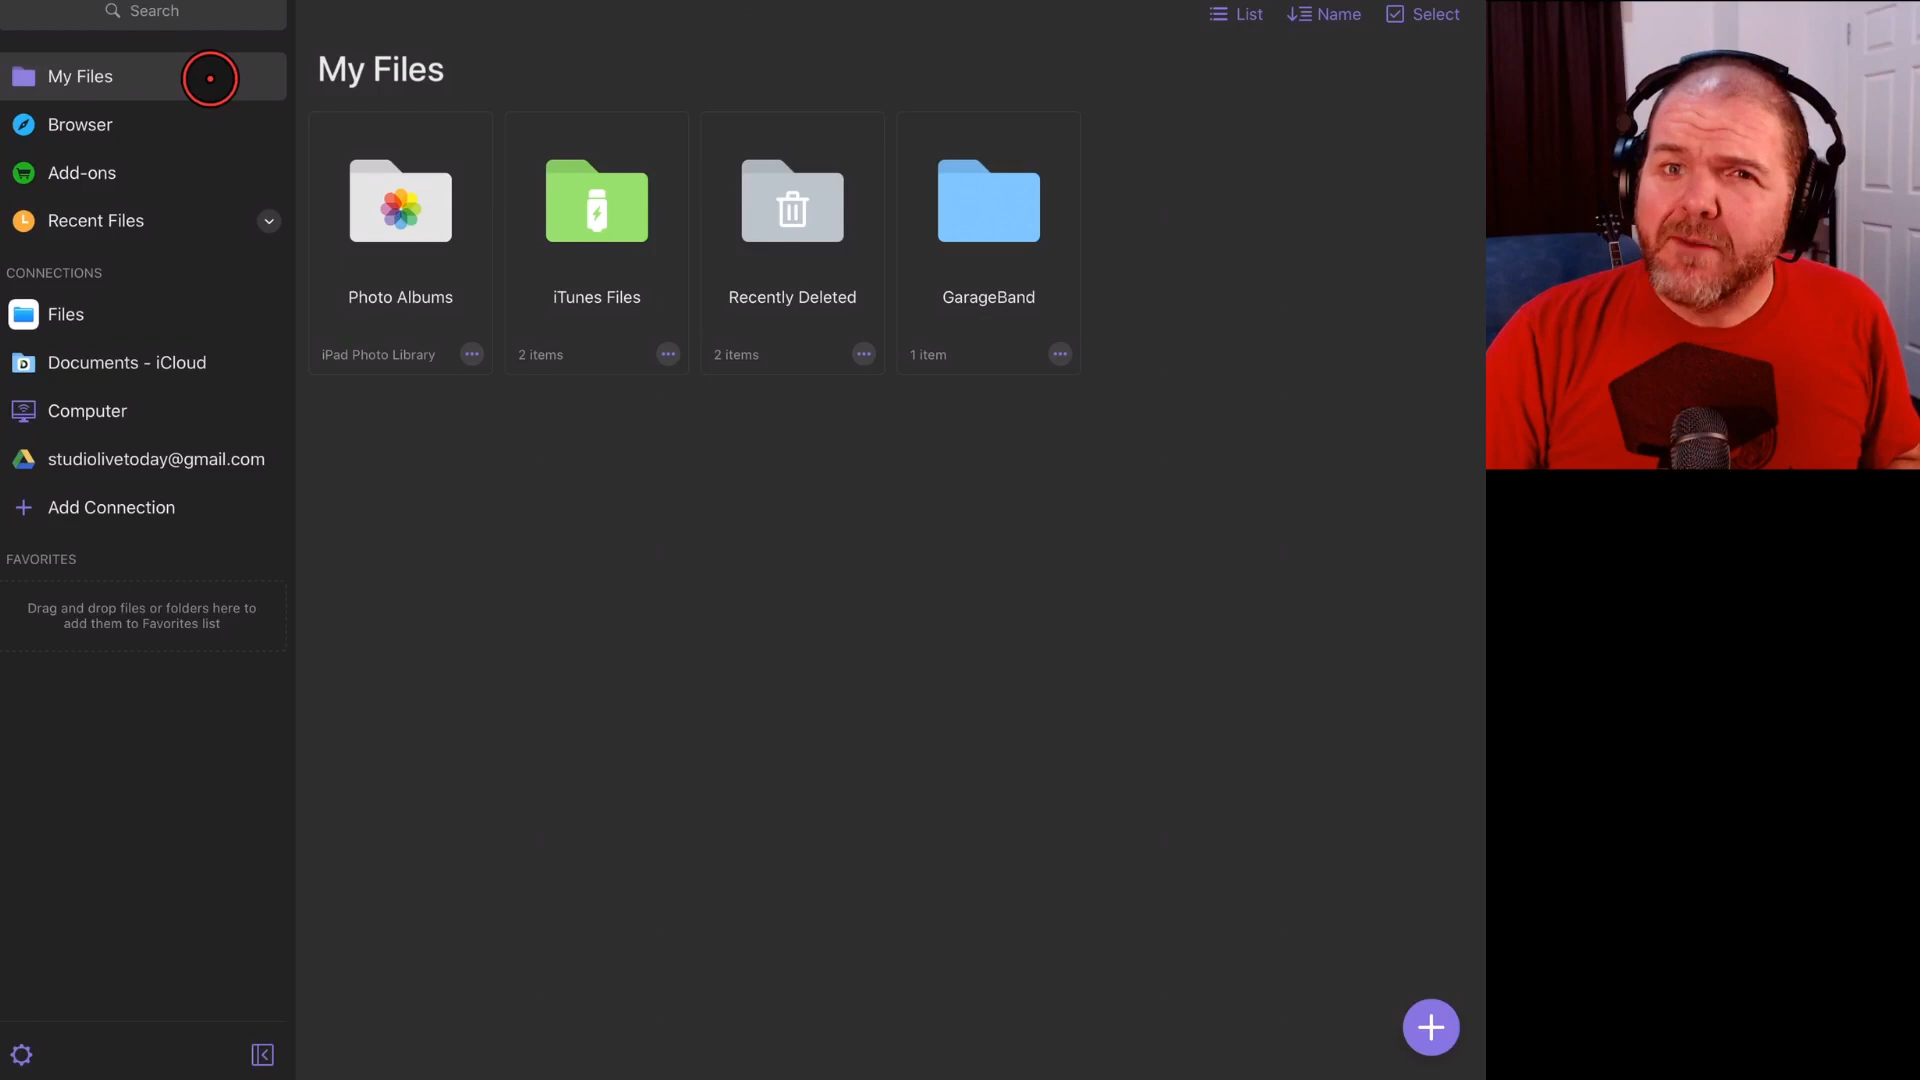 Search
My Files
Browser
Add-ons
Recent Files
CONNECTIONS
Files
Documents - iCloud
Computer
studiolivetoday@gmail.com
Add Connection
FAVORITES
Drag and drop files or folders here to
add them to Favorites list
List
Name
Select
My Files
Photo Albums
iTunes Files
Recently Deleted
GarageBand
iPad Photo Library
2 items
2 items
1 item